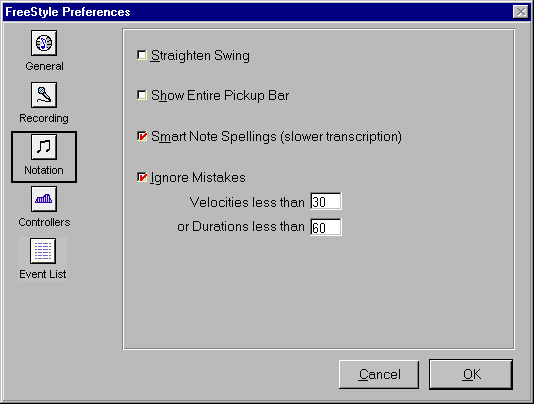 FreeStyle Preferences
General
Recording
Notation
Controllers
Event List
Straighten Swing
Show Entire Pickup Bar
Smart Note Spellings (slower transcription)
Ignore Mistakes
Velocities less than 30
or Durations less than 60
Cancel
OK